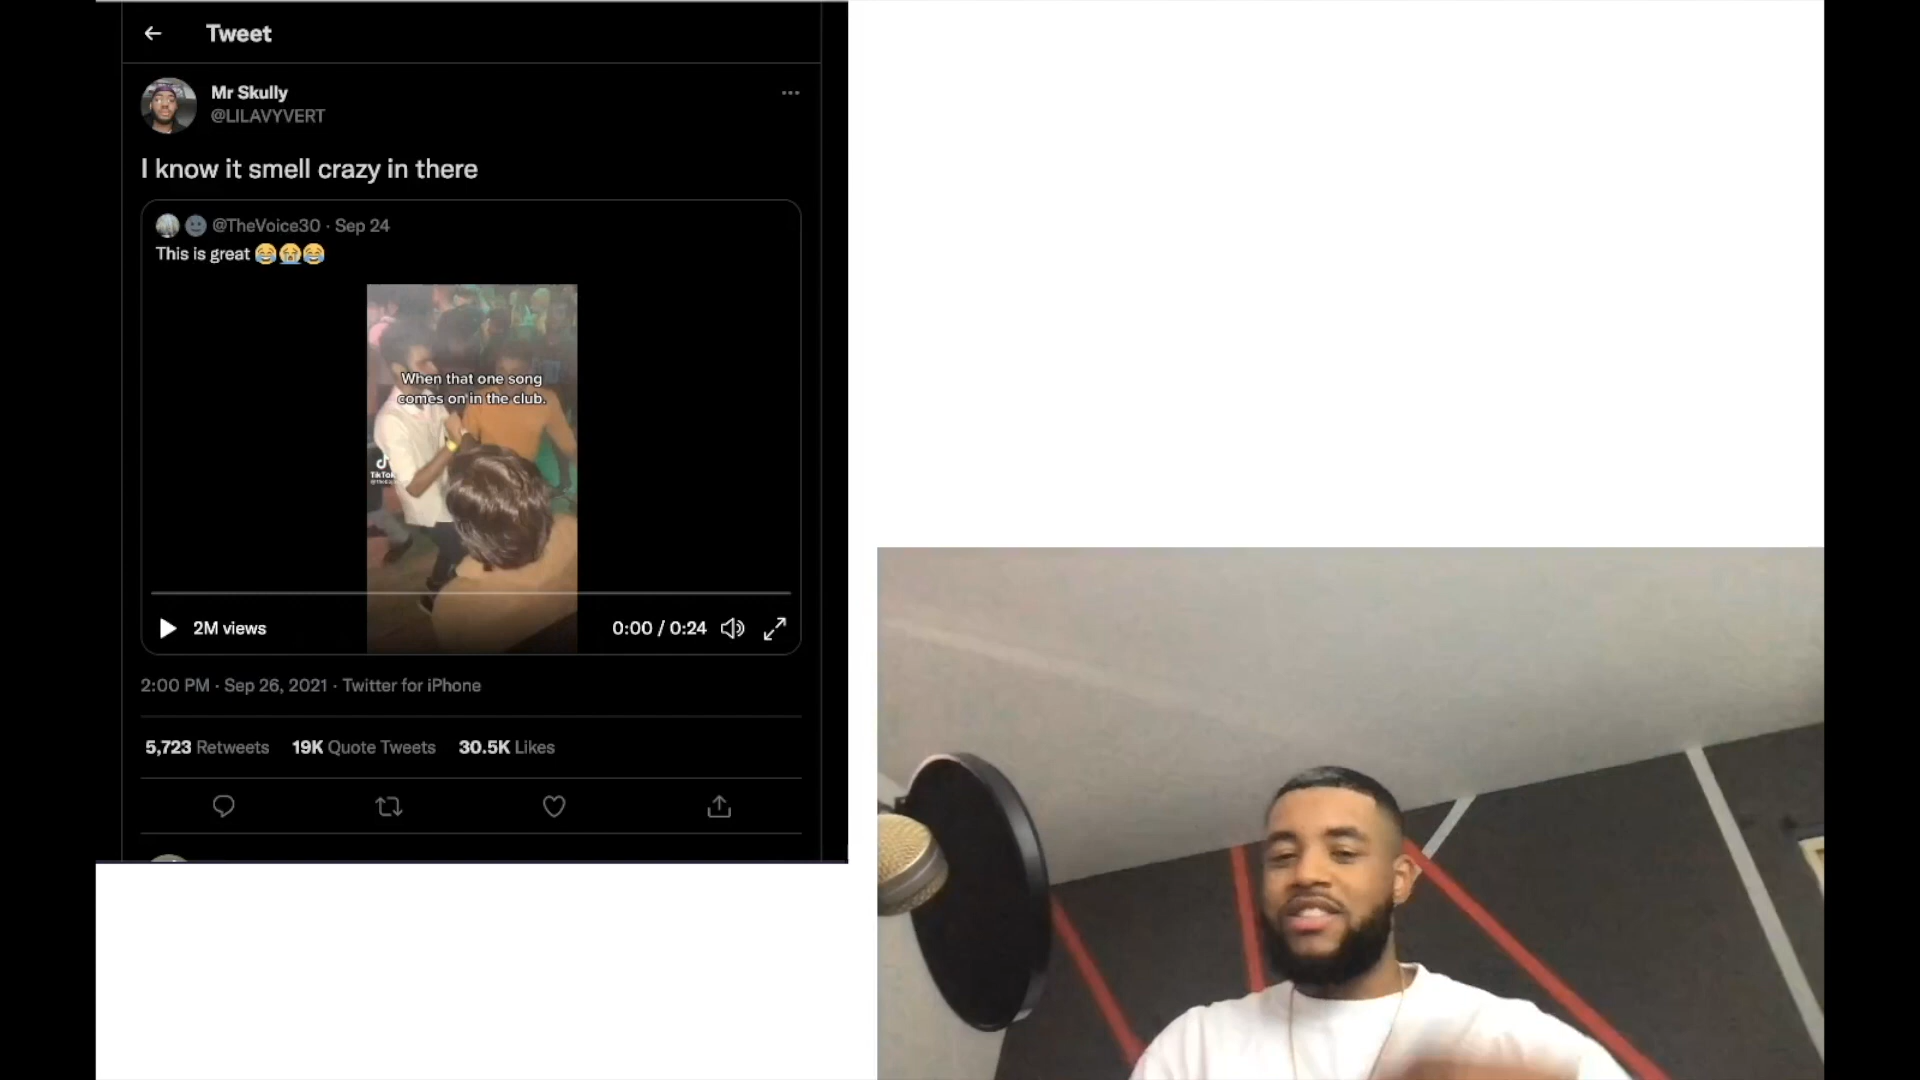 Tweet
Mr Skully
@LILAVYVERT
I know it smell crazy in there
@TheVoice30 · Sep 24
This is great 😂😭😂
When that one song
comes on in the club.
TikTok
2M views
0:00 / 0:24
2:00 PM · Sep 26, 2021 · Twitter for iPhone
5,723 Retweets 19K Quote Tweets 30.5K Likes